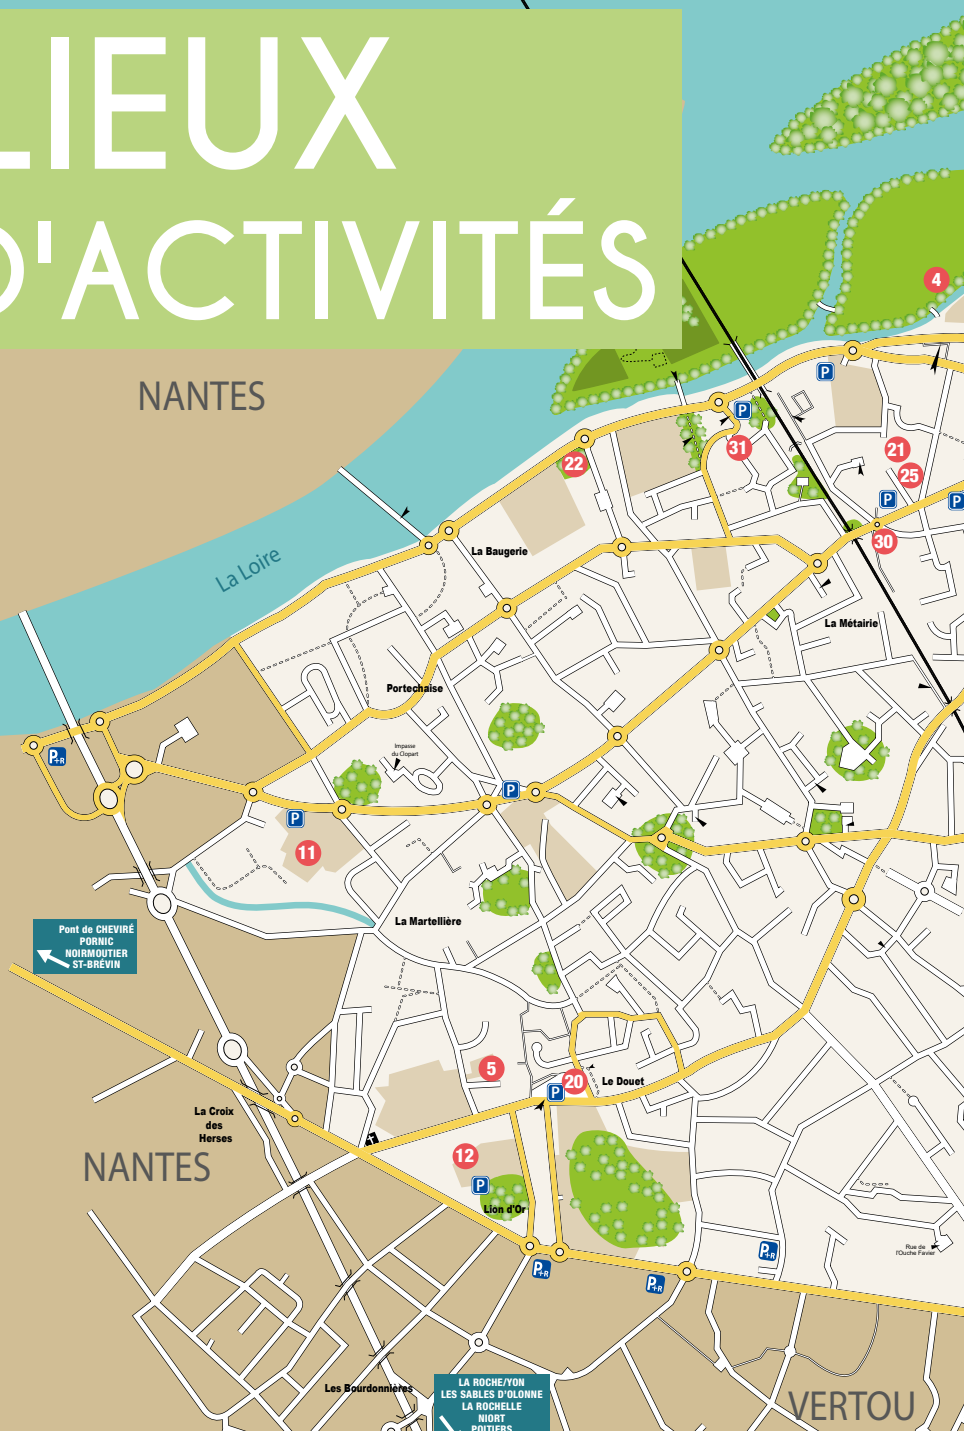 LIEUX
D'ACTIVITÉS
4
NANTES
P
P
31
21
22
25
P
P
30
La Baugerie
La Loire
La Métairie
Portechaise
Impasse
du Clopart
P+R
P
P
11
La Martellière
Pont de CHEVIRÉ
PORNIC
NOIRMOUTIER
ST-BRÉVIN
5
20
Le Douet
P
La Croix
des
Herses
12
NANTES
P
Lion d'Or
Rue de
l'Ouche Favier
P+R
P+R
P+R
LA ROCHE/YON
LES SABLES D'OLONNE
LA ROCHELLE
NIORT
POITIERS
Les Bourdonnières
VERTOU